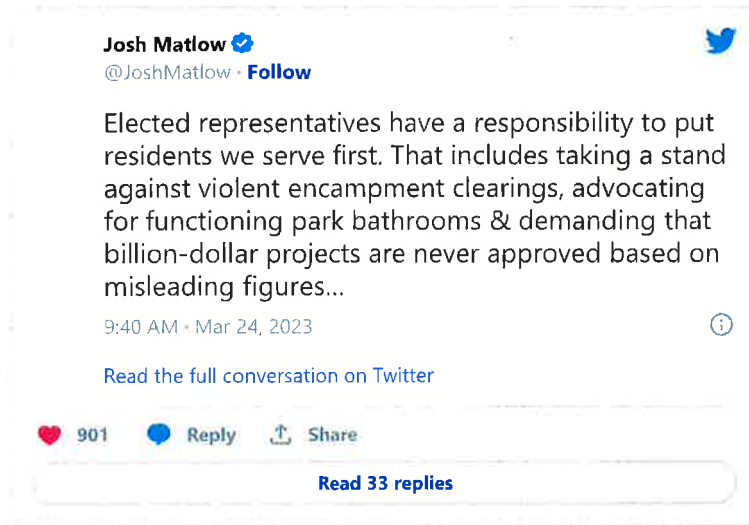 Josh Matlow
@JoshMatlow · Follow
Elected representatives have a responsibility to put
residents we serve first. That includes taking a stand
against violent encampment clearings, advocating
for functioning park bathrooms & demanding that
billion-dollar projects are never approved based on
misleading figures...
9:40 AM · Mar 24, 2023
Read the full conversation on Twitter
901 Reply Share
Read 33 replies